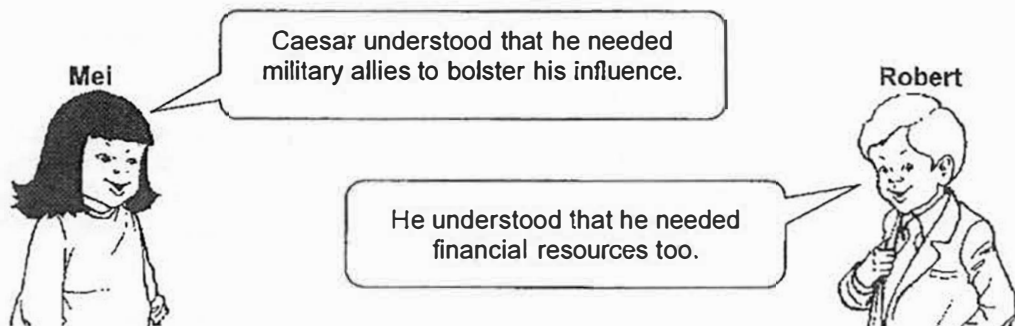 Caesar understood that he needed
military allies to bolster his influence.
Mei
Robert
He understood that he needed
financial resources too.